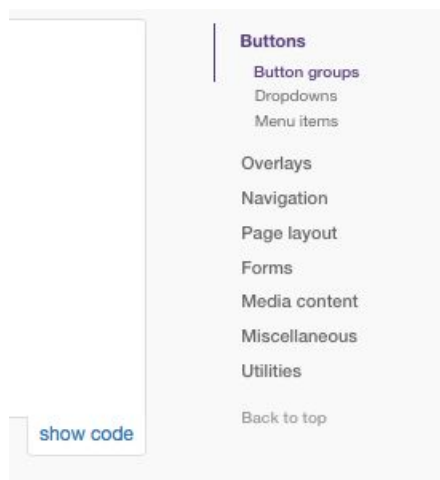 Buttons
Button groups
Dropdowns
Menu items
Overlays
Navigation
Page layout
Forms
Media content
Miscellaneous
Utilities
Back to top
show code